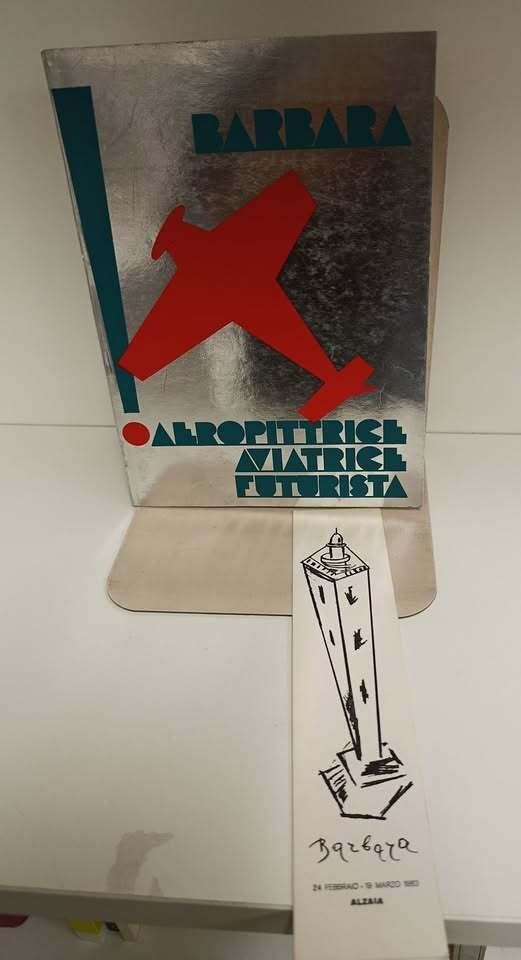 BARBARA
AEROPITTRICE
AVIATRICE
FUTURISTA
Barbara
24 FEBBRAIO - 19 MARZO 1983
ALZAIA